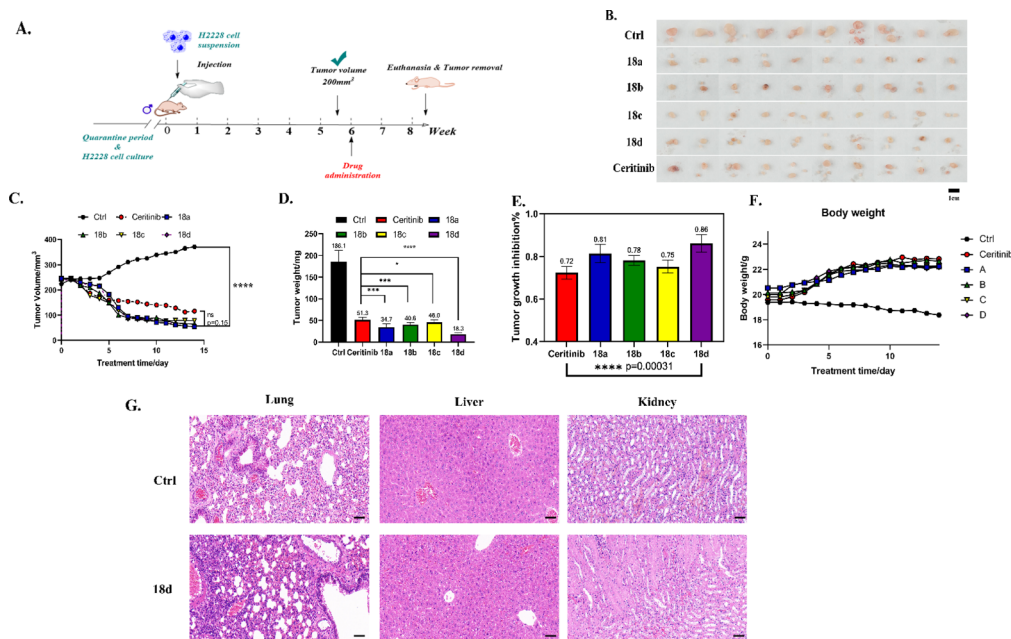 A.
H2228 cell
suspension
Injection
Tumor volume
200mm³
Euthanasia & Tumor removal
♂
0 1 2 3 4 5 6 7 8 Week
Quarantine period
&
H2228 cell culture
Drug
administration
B.
Ctrl
18a
18b
18c
18d
Ceritinib
1cm
C.
Ctrl Ceritinib 18a
18b 18c 18d
Tumor Volume/mm³
400
300
200
100
0
0 5 10 15
Treatment time/day
****
ns
p=0.15
D.
Ctrl Ceritinib 18a
18b 18c 18d
Tumor weight/mg
250
200
150
100
50
0
186.1
51.3
34.7
40.6
46.0
18.3
****
*
***
***
Ctrl Ceritinib 18a 18b 18c 18d
E.
Tumor growth inhibition%
1.0
0.8
0.6
0.4
0.72
0.81
0.78
0.75
0.86
Ceritinib 18a 18b 18c 18d
**** p=0.00031
F.
Body weight
Body weight/g
24
22
20
18
16
0 5 10
Treatment time/day
Ctrl
Ceritinib
A
B
C
D
G.
Lung Liver Kidney
Ctrl
18d